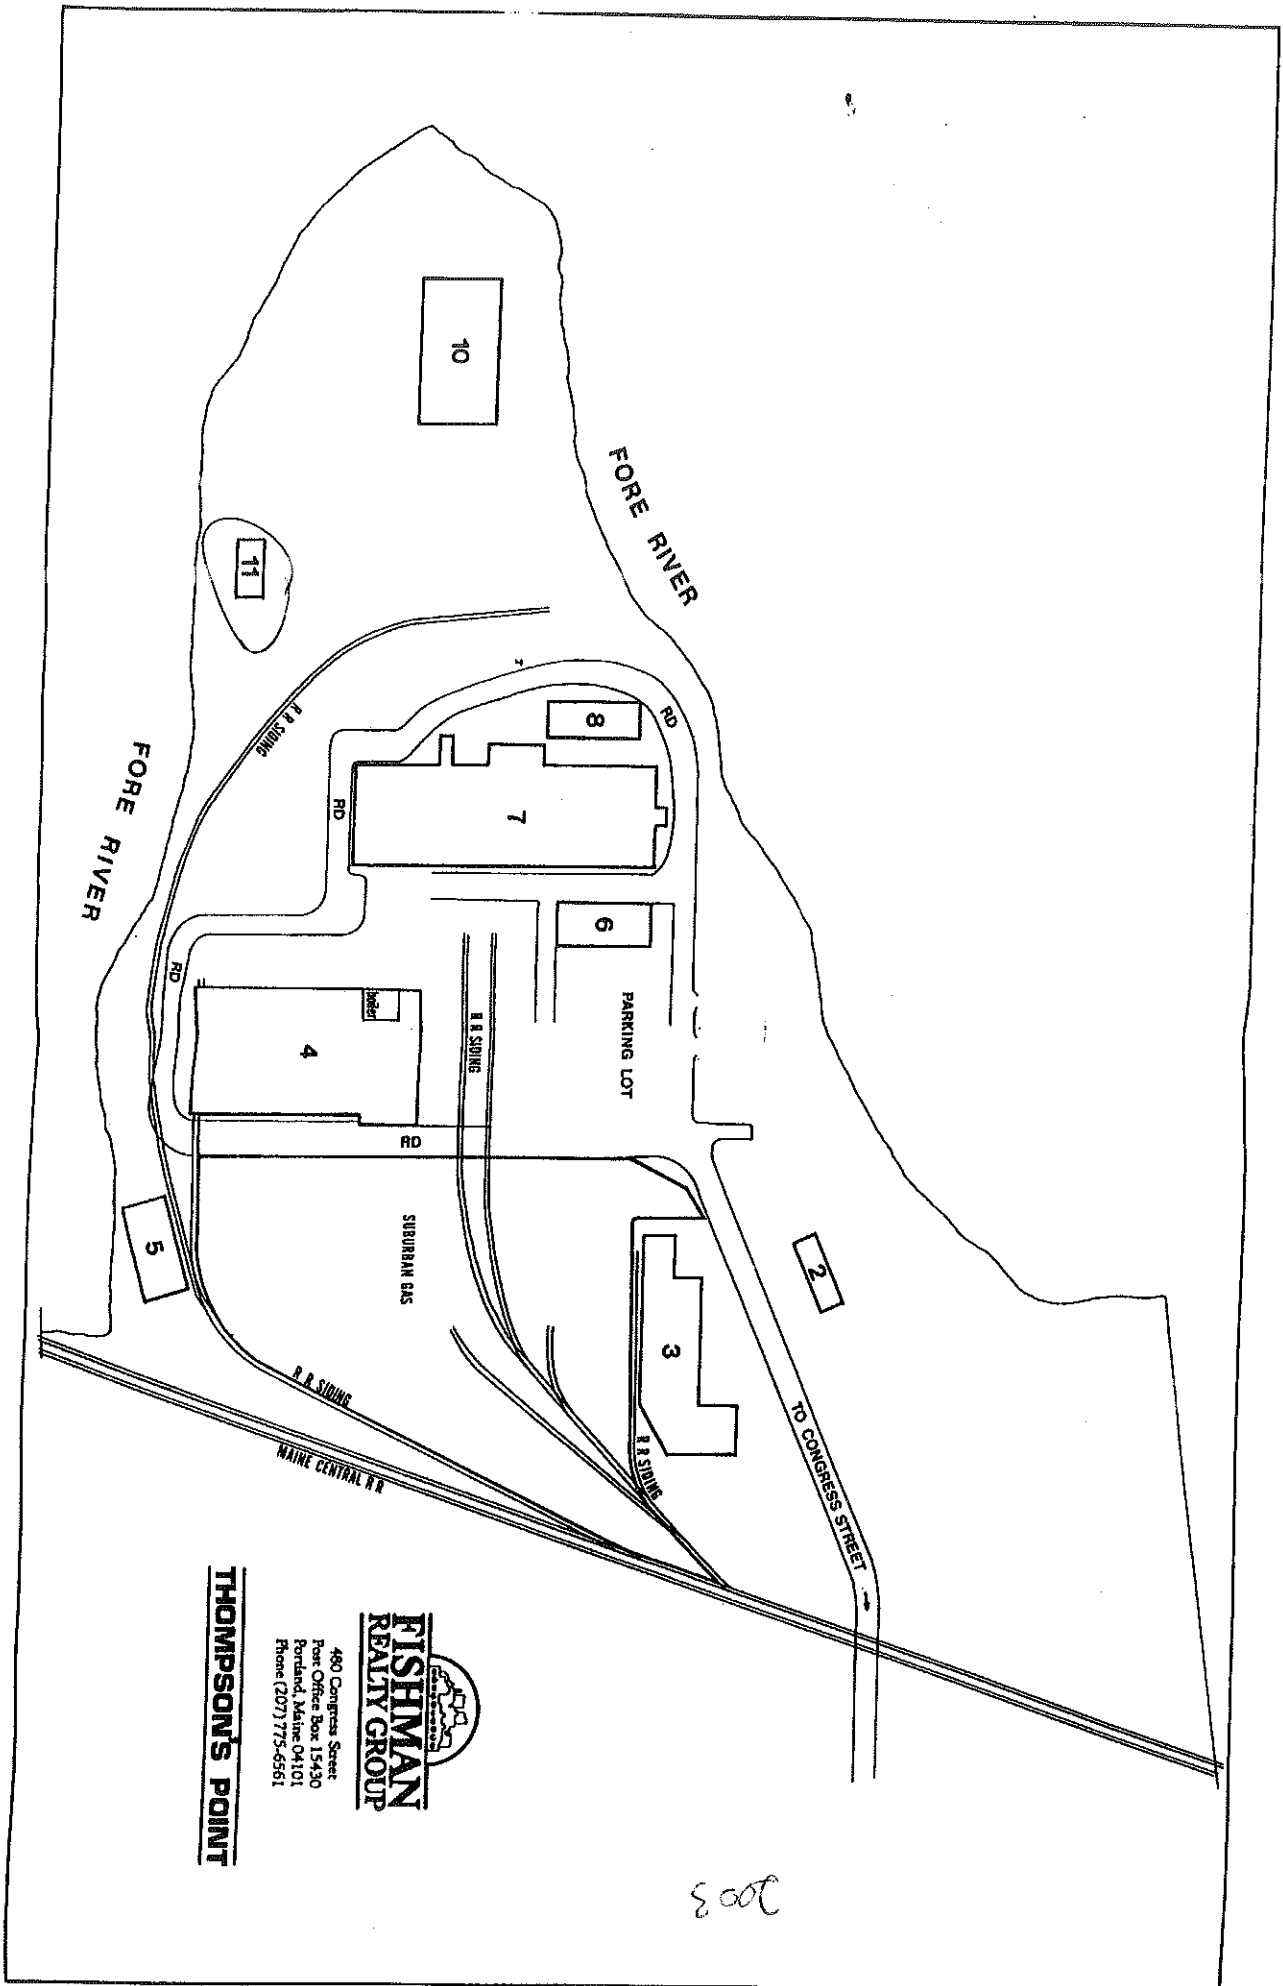 FORE RIVER
2
TO CONGRESS STREET →
RD
8
7
6
PARKING LOT
3
R R SIDING
10
R R SIDING
RD
SUBURBAN GAS
boiler
4
RD
RD
11
R R SIDING
5
R R SIDING
MAINE CENTRAL R R
FORE RIVER
FISHMAN
REALTY GROUP
480 Congress Street
Post Office Box 15430
Portland, Maine 04101
Phone (207) 775-6561
THOMPSON'S POINT
2003